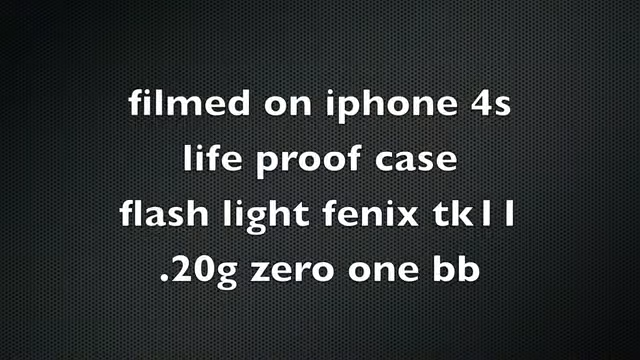 filmed on iphone 4s
life proof case
flash light fenix tk11
.20g zero one bb